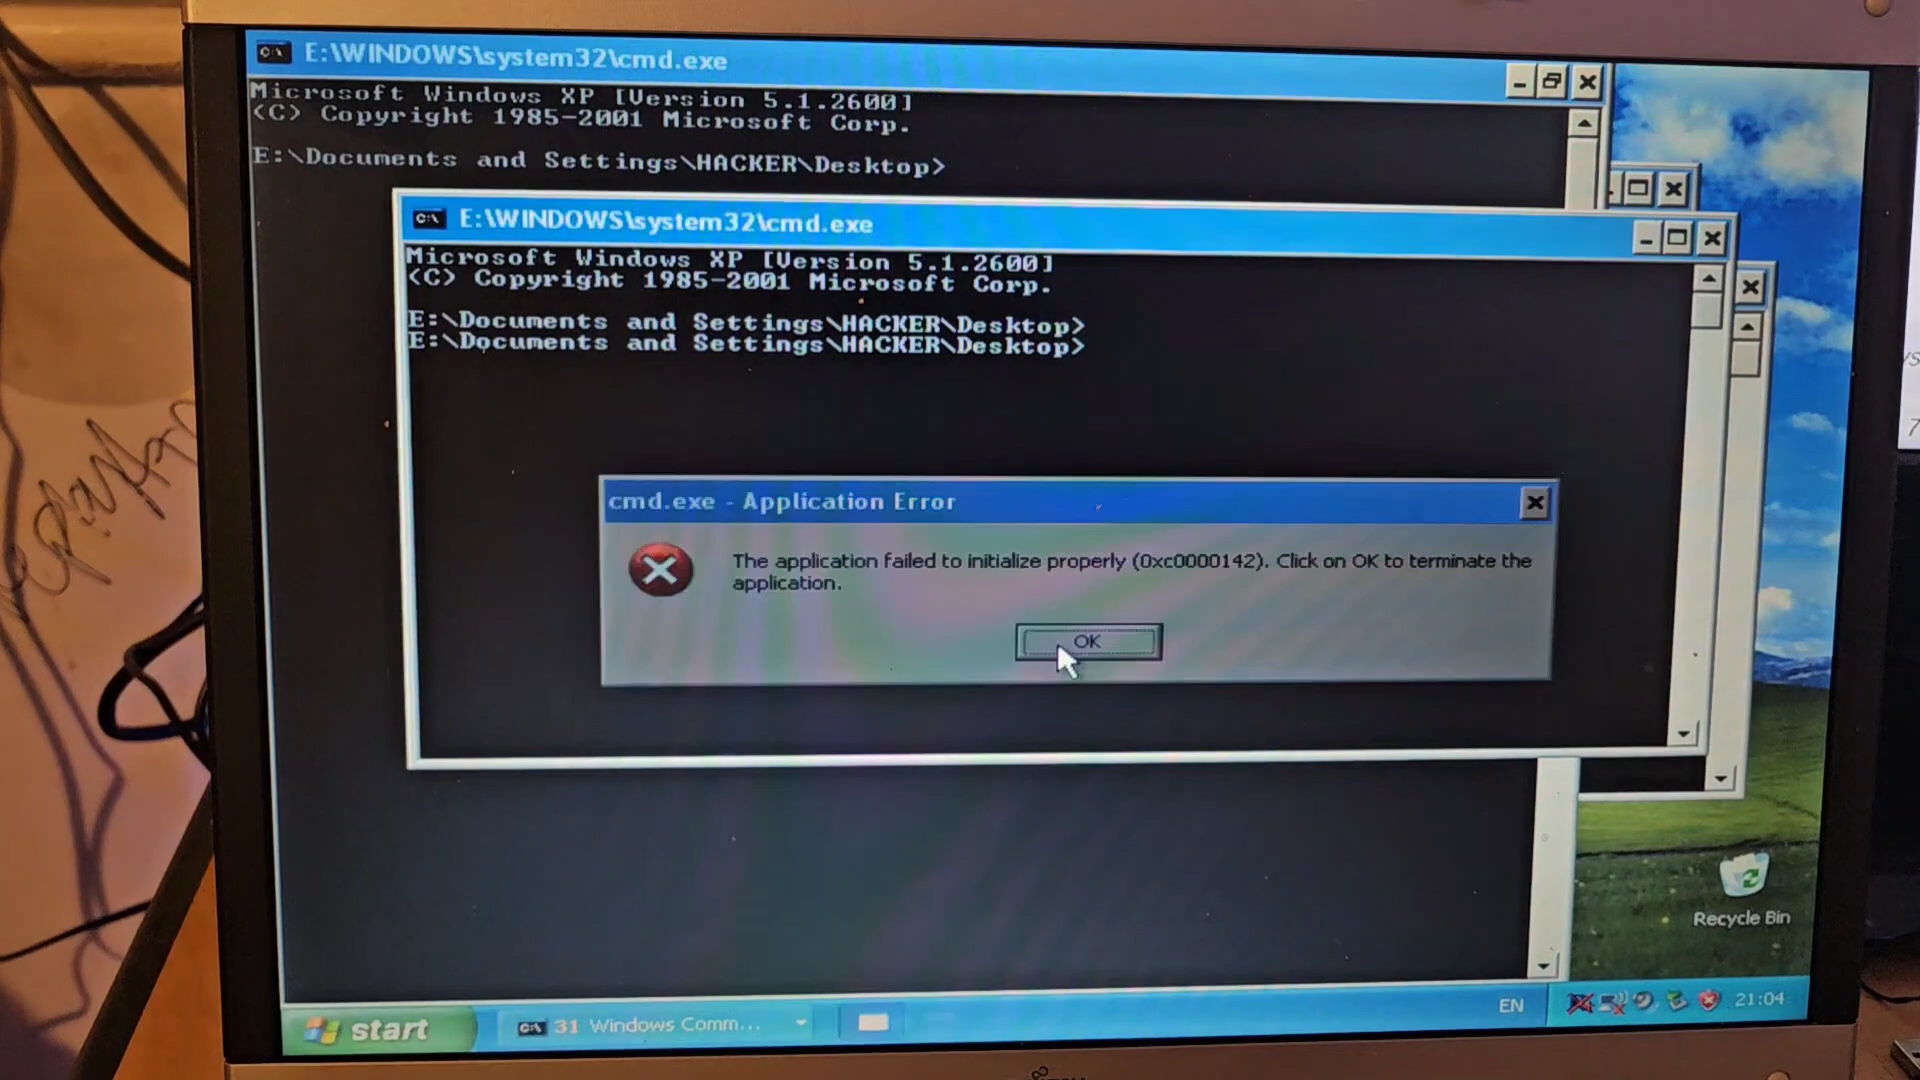 E:\WINDOWS\system32\cmd.exe
Microsoft Windows XP [Version 5.1.2600]
(C) Copyright 1985-2001 Microsoft Corp.
E:\Documents and Settings\HACKER\Desktop>
E:\WINDOWS\system32\cmd.exe
Microsoft Windows XP [Version 5.1.2600]
(C) Copyright 1985-2001 Microsoft Corp.
E:\Documents and Settings\HACKER\Desktop>
E:\Documents and Settings\HACKER\Desktop>
cmd.exe - Application Error
The application failed to initialize properly (0xc0000142). Click on OK to terminate the
application.
OK
Recycle Bin
start
31 Windows Comm...
EN
21:04